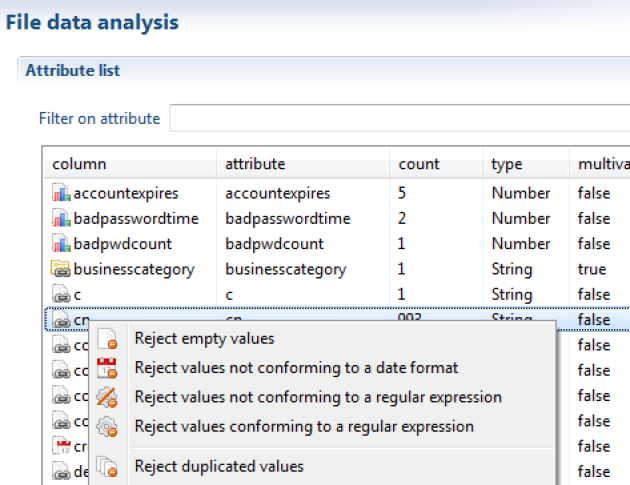 File data analysis
Attribute list
Filter on attribute
column attribute count type multiva
accountexpires accountexpires 5 Number false
badpasswordtime badpasswordtime 2 Number false
badpwdcount badpwdcount 1 Number false
businesscategory businesscategory 1 String true
c c 1 String false
cn cn 993 String false
co false
Reject empty values
co false
Reject values not conforming to a date format
cc false
Reject values not conforming to a regular expression
cc false
Reject values conforming to a regular expression
cr false
de false
Reject duplicated values